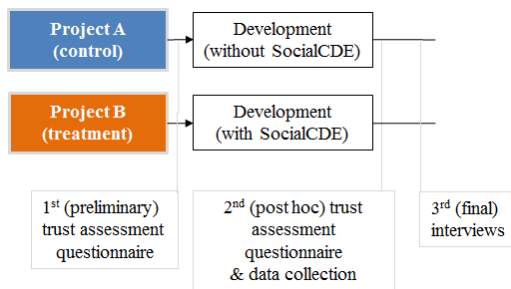 Project A
(control)
Development
(without SocialCDE)
Project B
(treatment)
Development
(with SocialCDE)
1st (preliminary)
trust assessment
questionnaire
2nd (post hoc) trust
assessment
questionnaire
& data collection
3rd (final)
interviews